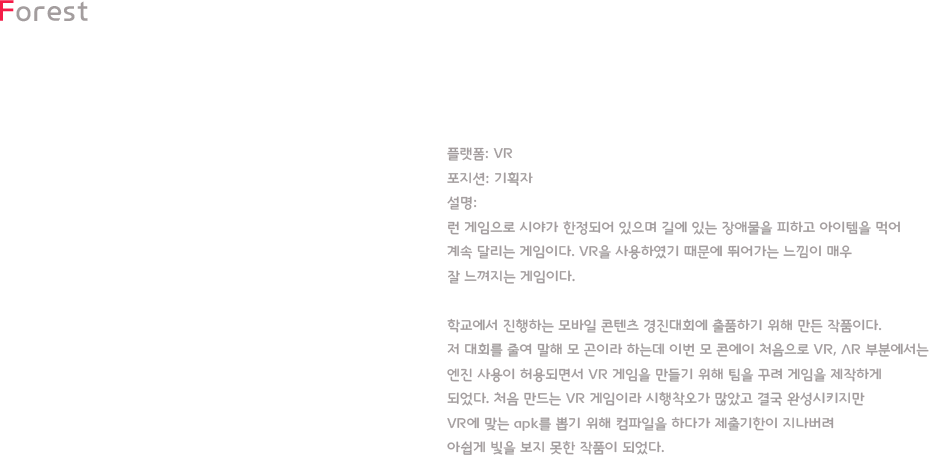 Forest
플랫폼: VR
포지션: 기획자
설명:
런 게임으로 시야가 한정되어 있으며 길에 있는 장애물을 피하고 아이템을 먹어
계속 달리는 게임이다. VR을 사용하였기 때문에 뛰어가는 느낌이 매우
잘 느껴지는 게임이다.
학교에서 진행하는 모바일 콘텐츠 경진대회에 출품하기 위해 만든 작품이다.
저 대회를 줄여 말해 모 곤이라 하는데 이번 모 콘에이 처음으로 VR, AR 부분에서는
엔진 사용이 허용되면서 VR 게임을 만들기 위해 팀을 꾸려 게임을 제작하게
되었다. 처음 만드는 VR 게임이라 시행착오가 많았고 결국 완성시키지만
VR에 맞는 apk를 뽑기 위해 컴파일을 하다가 제출기한이 지나버려
아쉽게 빛을 보지 못한 작품이 되었다.